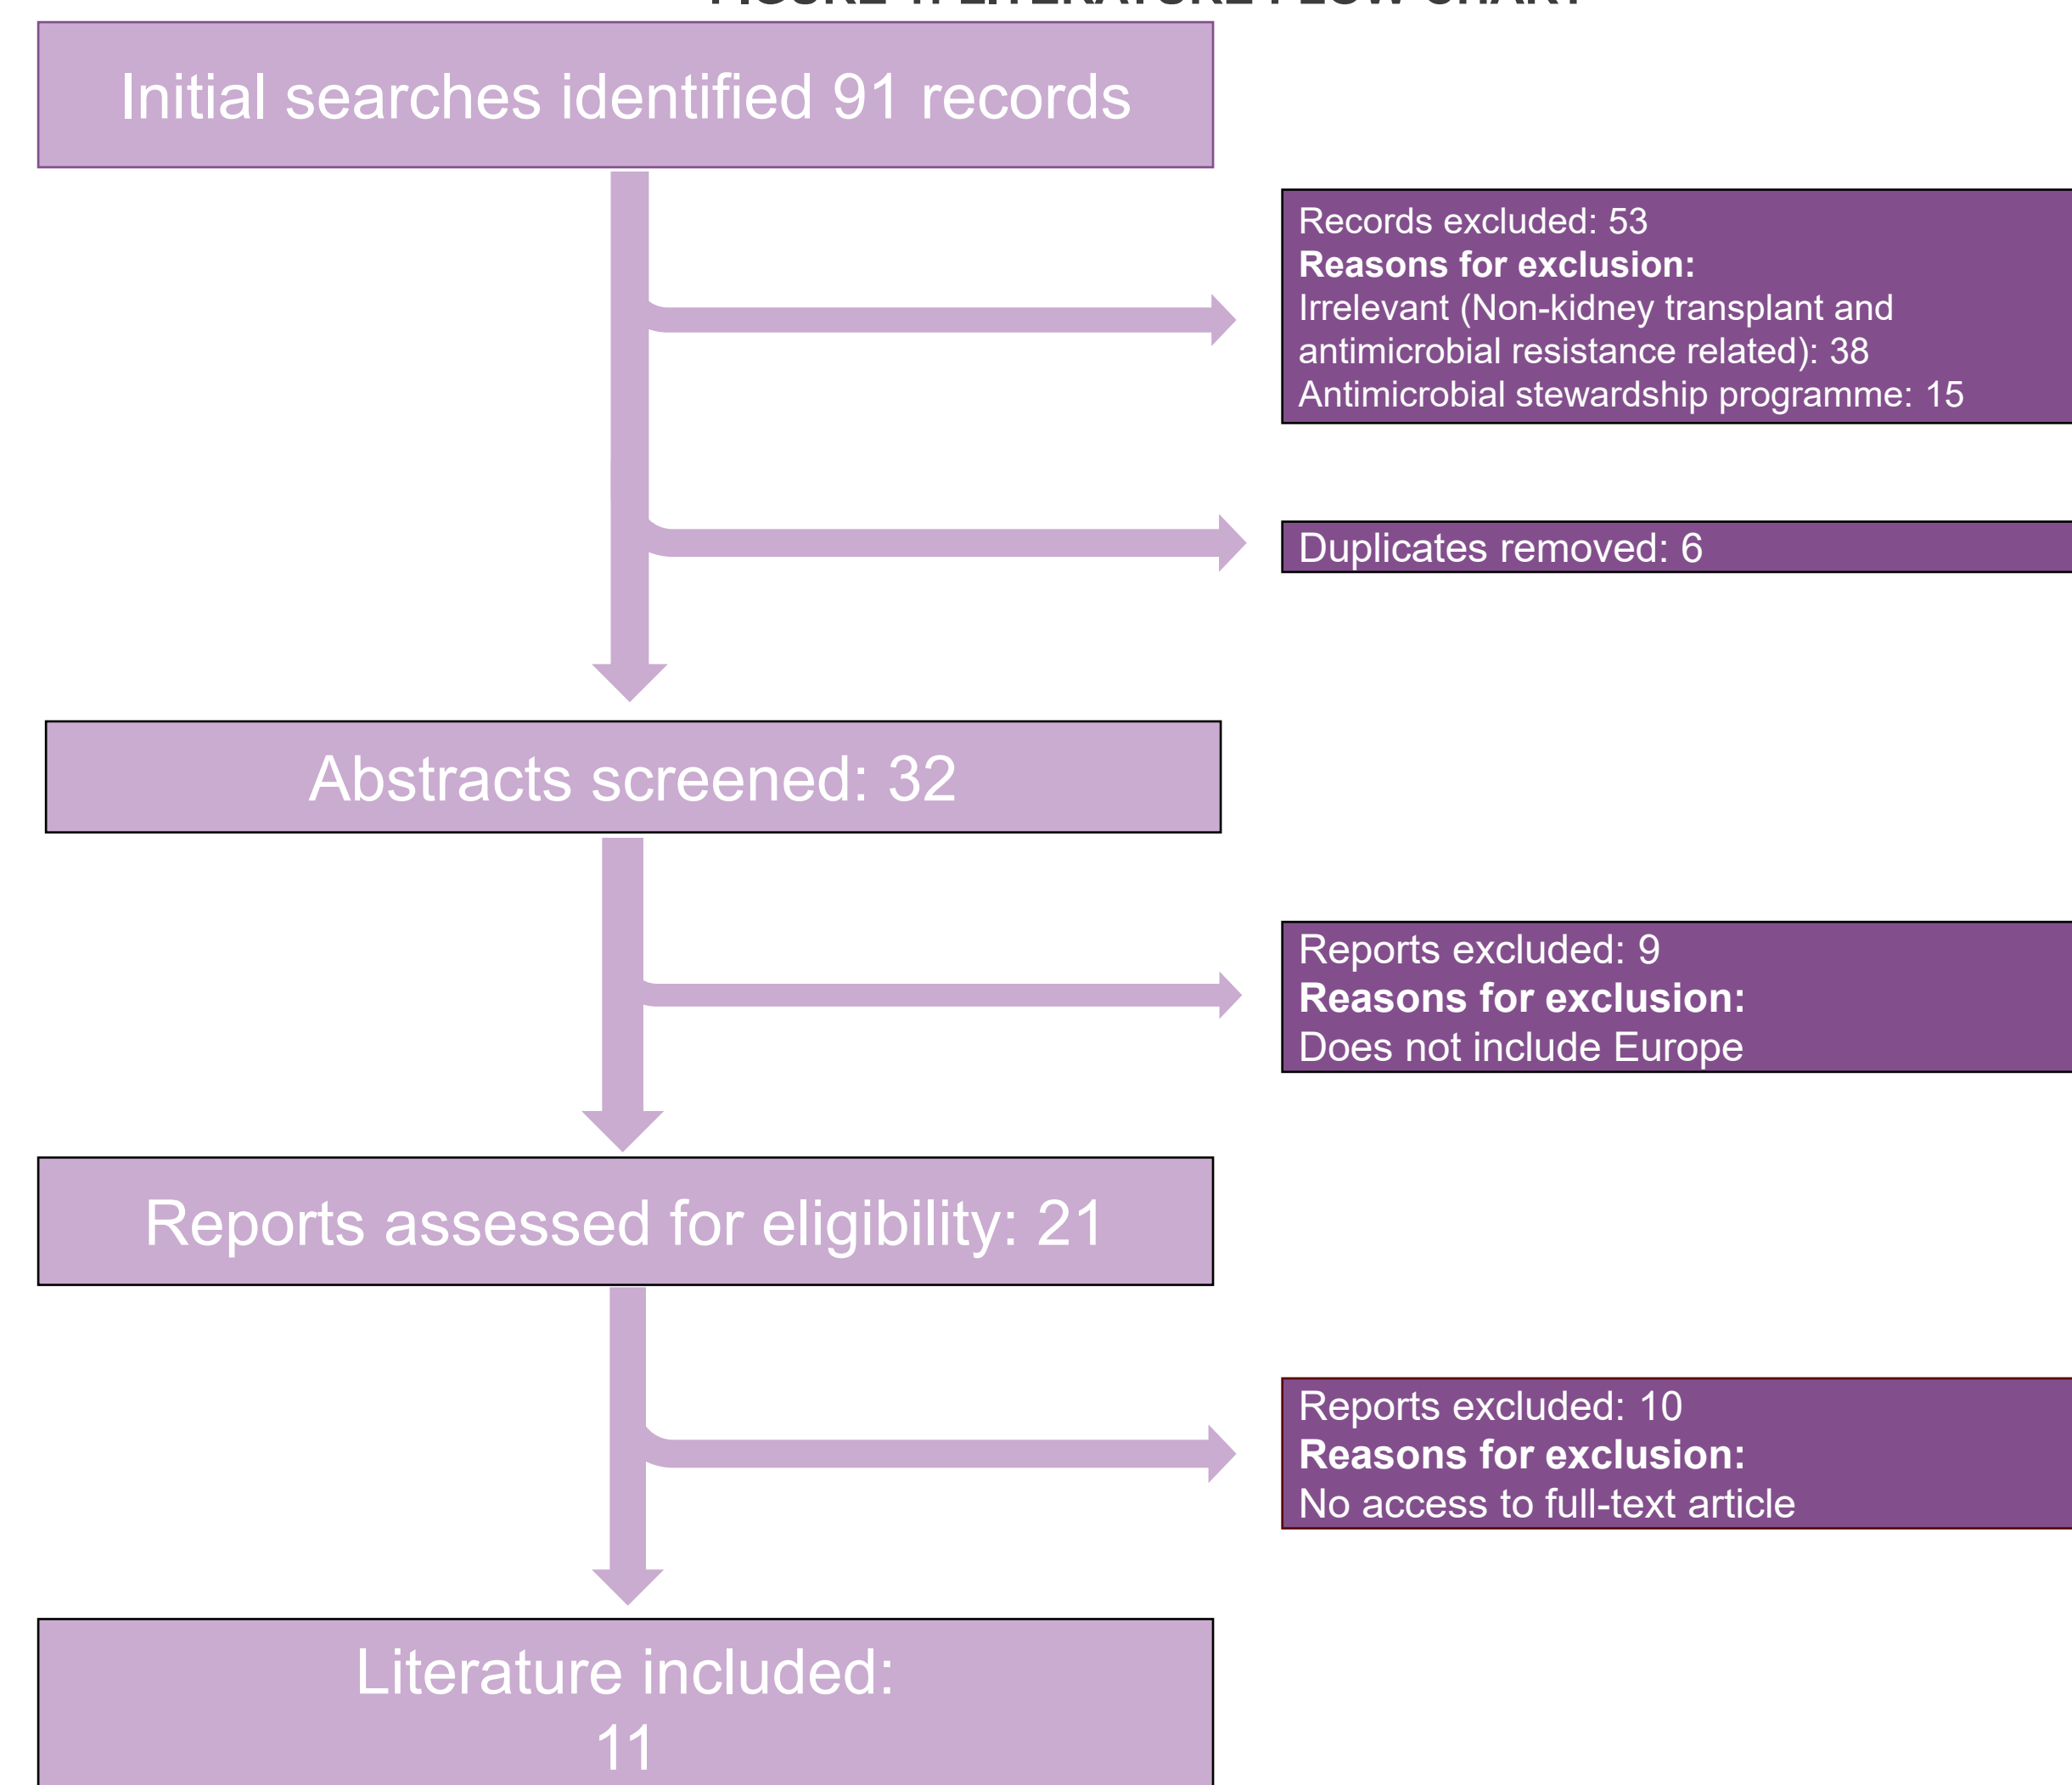 Initial searches identified 91 records
Records excluded: 53
Reasons for exclusion:
Irrelevant (Non-kidney transplant and
antimicrobial resistance related): 38
Antimicrobial stewardship programme: 15
Duplicates removed: 6
Abstracts screened: 32
Reports excluded: 9
Reasons for exclusion:
Does not include Europe
Reports assessed for eligibility: 21
Reports excluded: 10
Reasons for exclusion:
No access to full-text article
Literature included:
11